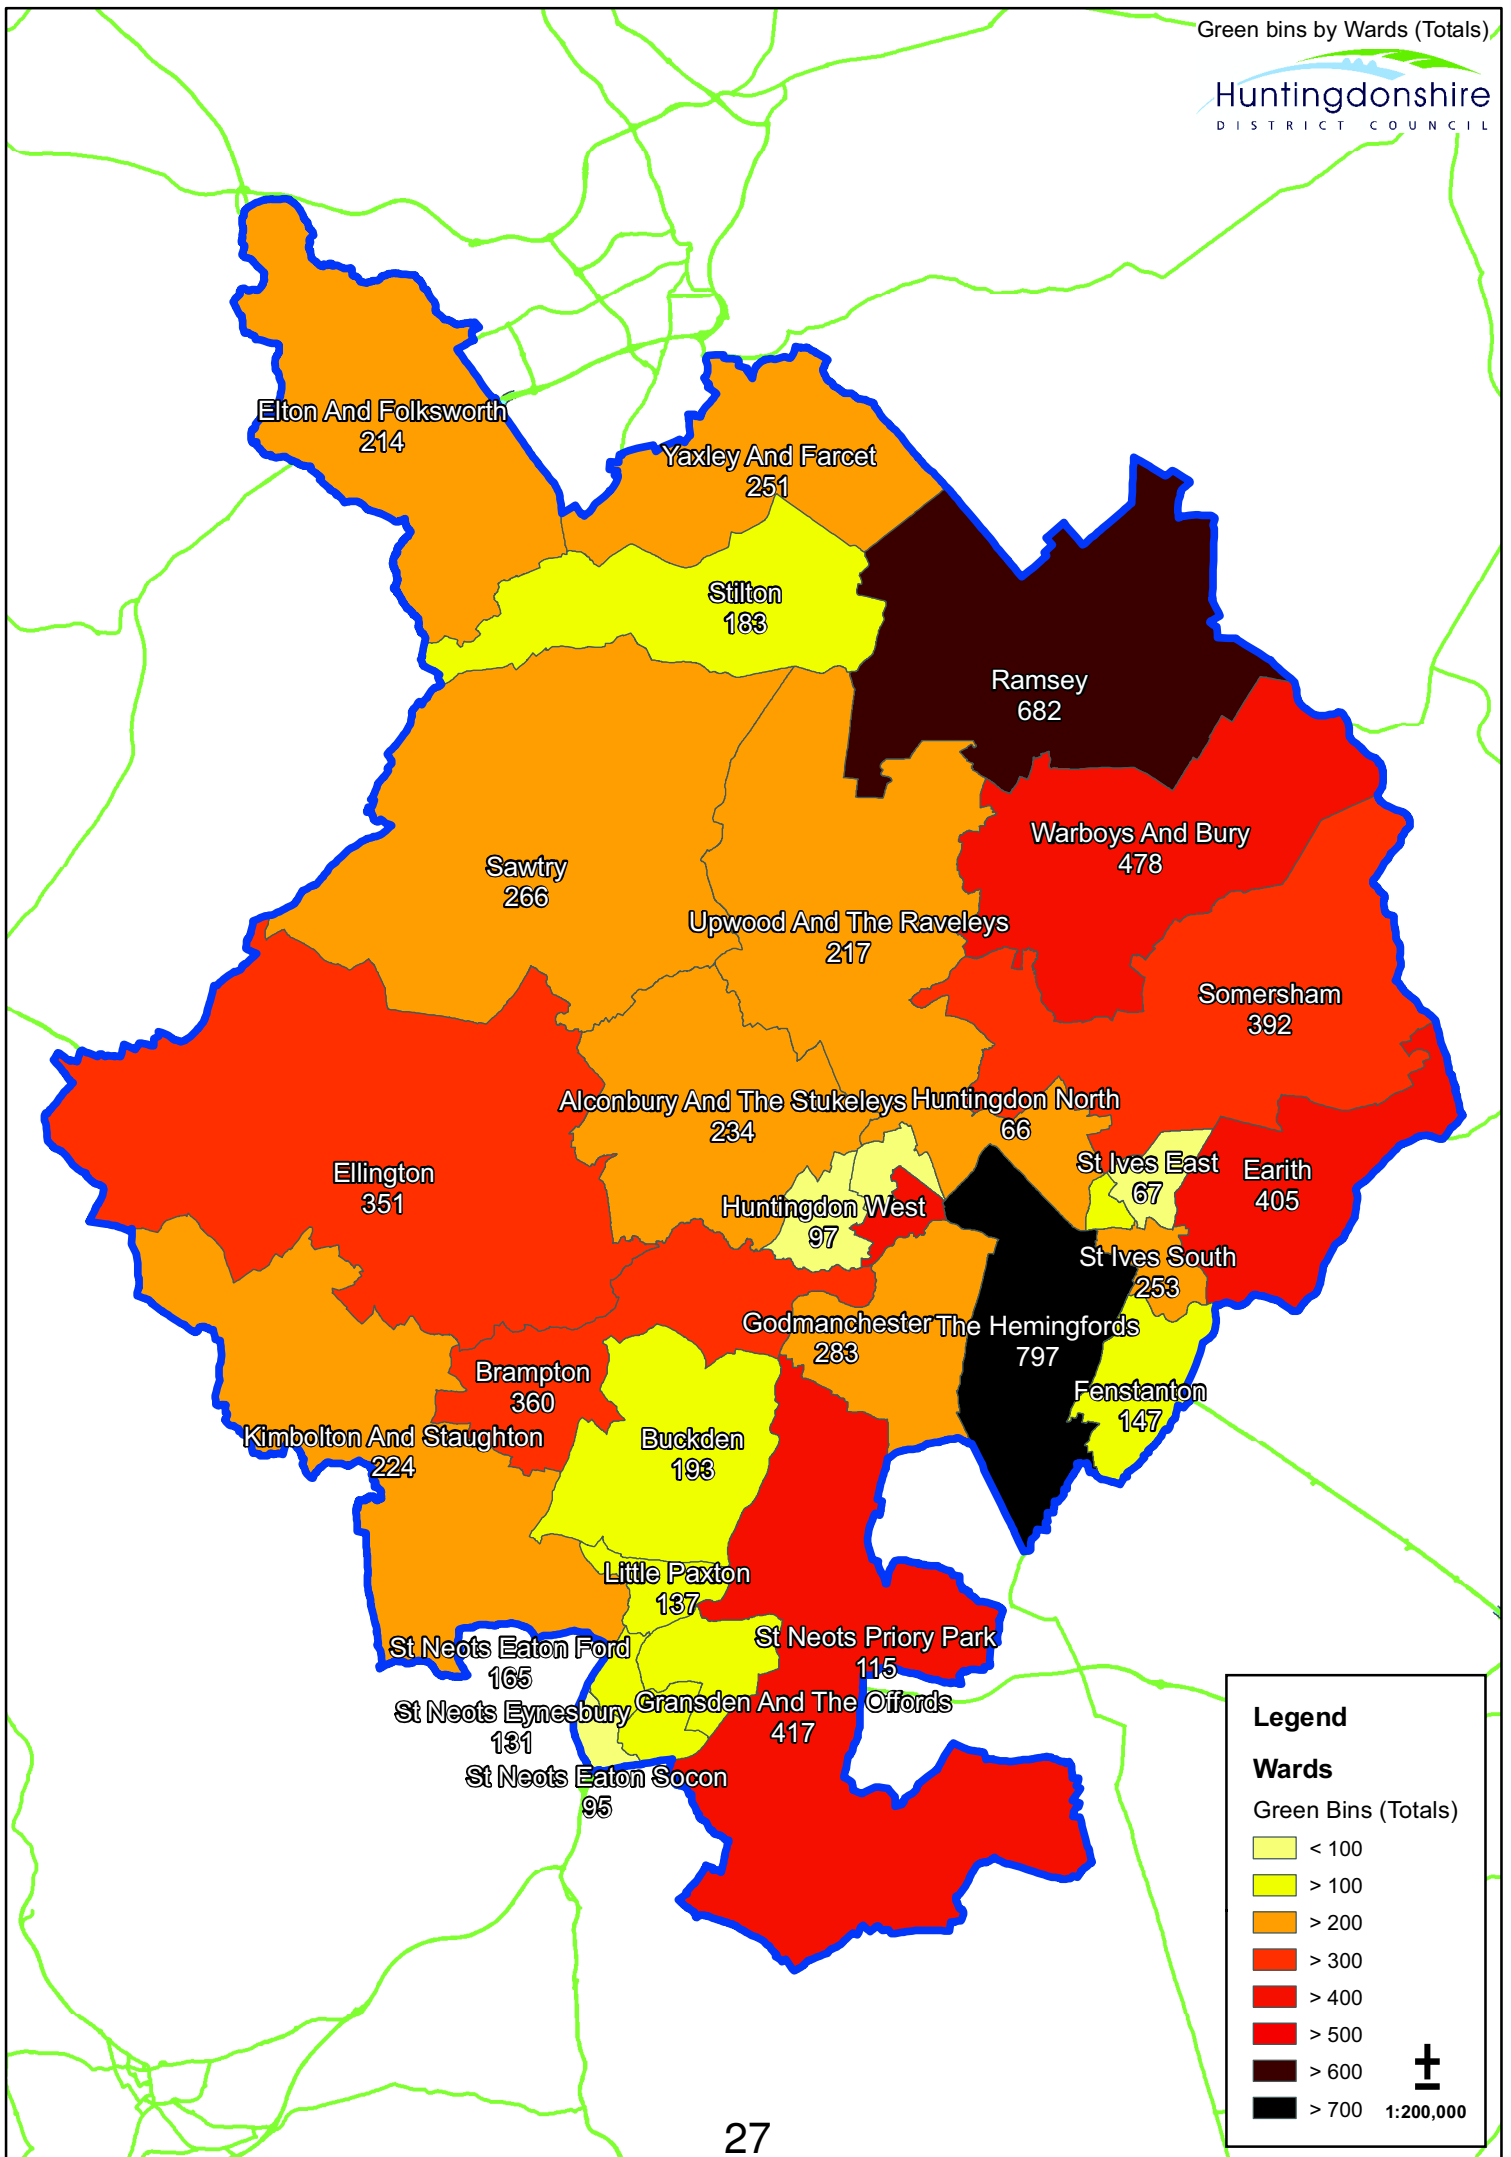 Green bins by Wards (Totals)
Huntingdonshire
DISTRICT COUNCIL
Elton And Folksworth
214
Yaxley And Farcet
251
Stilton
183
Ramsey
682
Warboys And Bury
478
Sawtry
266
Upwood And The Raveleys
217
Somersham
392
Alconbury And The Stukeleys
234
Huntingdon North
66
Ellington
351
St Ives East
67
Earith
405
Huntingdon West
97
St Ives South
253
Godmanchester
283
The Hemingfords
797
Brampton
360
Fenstanton
147
Kimbolton And Staughton
224
Buckden
193
Little Paxton
137
St Neots Eaton Ford
165
St Neots Priory Park
115
St Neots Eynesbury
131
Gransden And The Offords
417
St Neots Eaton Socon
95
Legend
Wards
Green Bins (Totals)
< 100
> 100
> 200
> 300
> 400
> 500
> 600
> 700
±
1:200,000
27